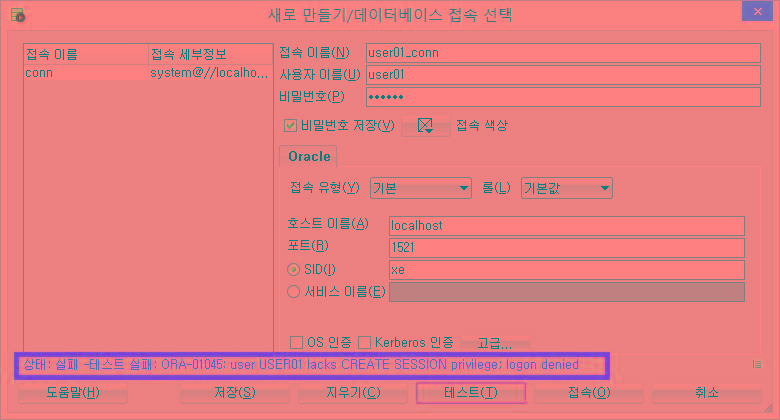 새로 만들기/데이터베이스 접속 선택
접속 이름 접속 세부정보
conn system@//localho...
접속 이름(N) user01_conn
사용자 이름(U) user01
비밀번호(P) ••••••
비밀번호 저장(V) 접속 색상
Oracle
접속 유형(Y) 기본 롤(L) 기본값
호스트 이름(A) localhost
포트(R) 1521
SID(I) xe
서비스 이름(E)
OS 인증 Kerberos 인증 고급...
상태: 실패 -테스트 실패: ORA-01045: user USER01 lacks CREATE SESSION privilege; logon denied
도움말(H) 저장(S) 지우기(C) 테스트(T) 접속(O) 취소